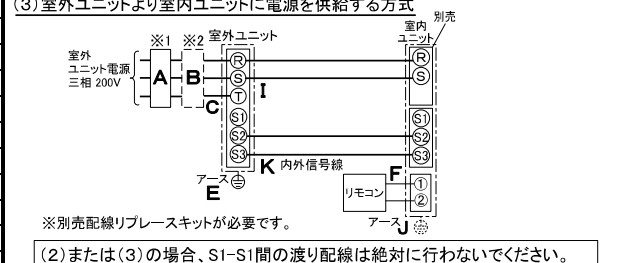 (3)室外ユニットより室内ユニットに電源を供給する方式
別売
※1 ※2 室外ユニット
室内
ユニット
室外
ユニット電源
三相 200V
A
B
C
R
S
T
S1
S2
S3
I
R
S
S1
S2
S3
K 内外信号線
F
リモコン
①
②
アース
E
アース
J
※別売配線リプレースキットが必要です。
(2)または(3)の場合、S1-S1間の渡り配線は絶対に行わないでください。